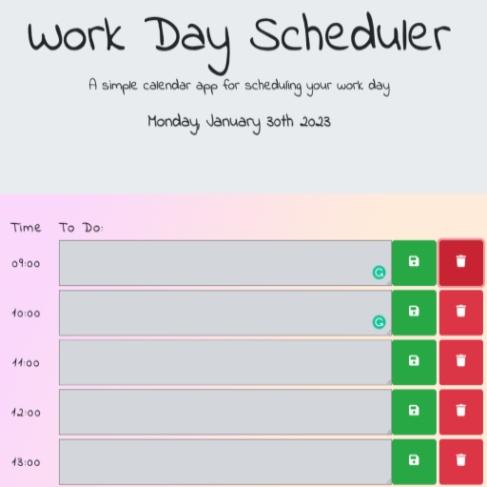 Work Day Scheduler
A simple calendar app for scheduling your work day
Monday, January 30th 2023
Time To Do:
09:00
10:00
11:00
12:00
13:00